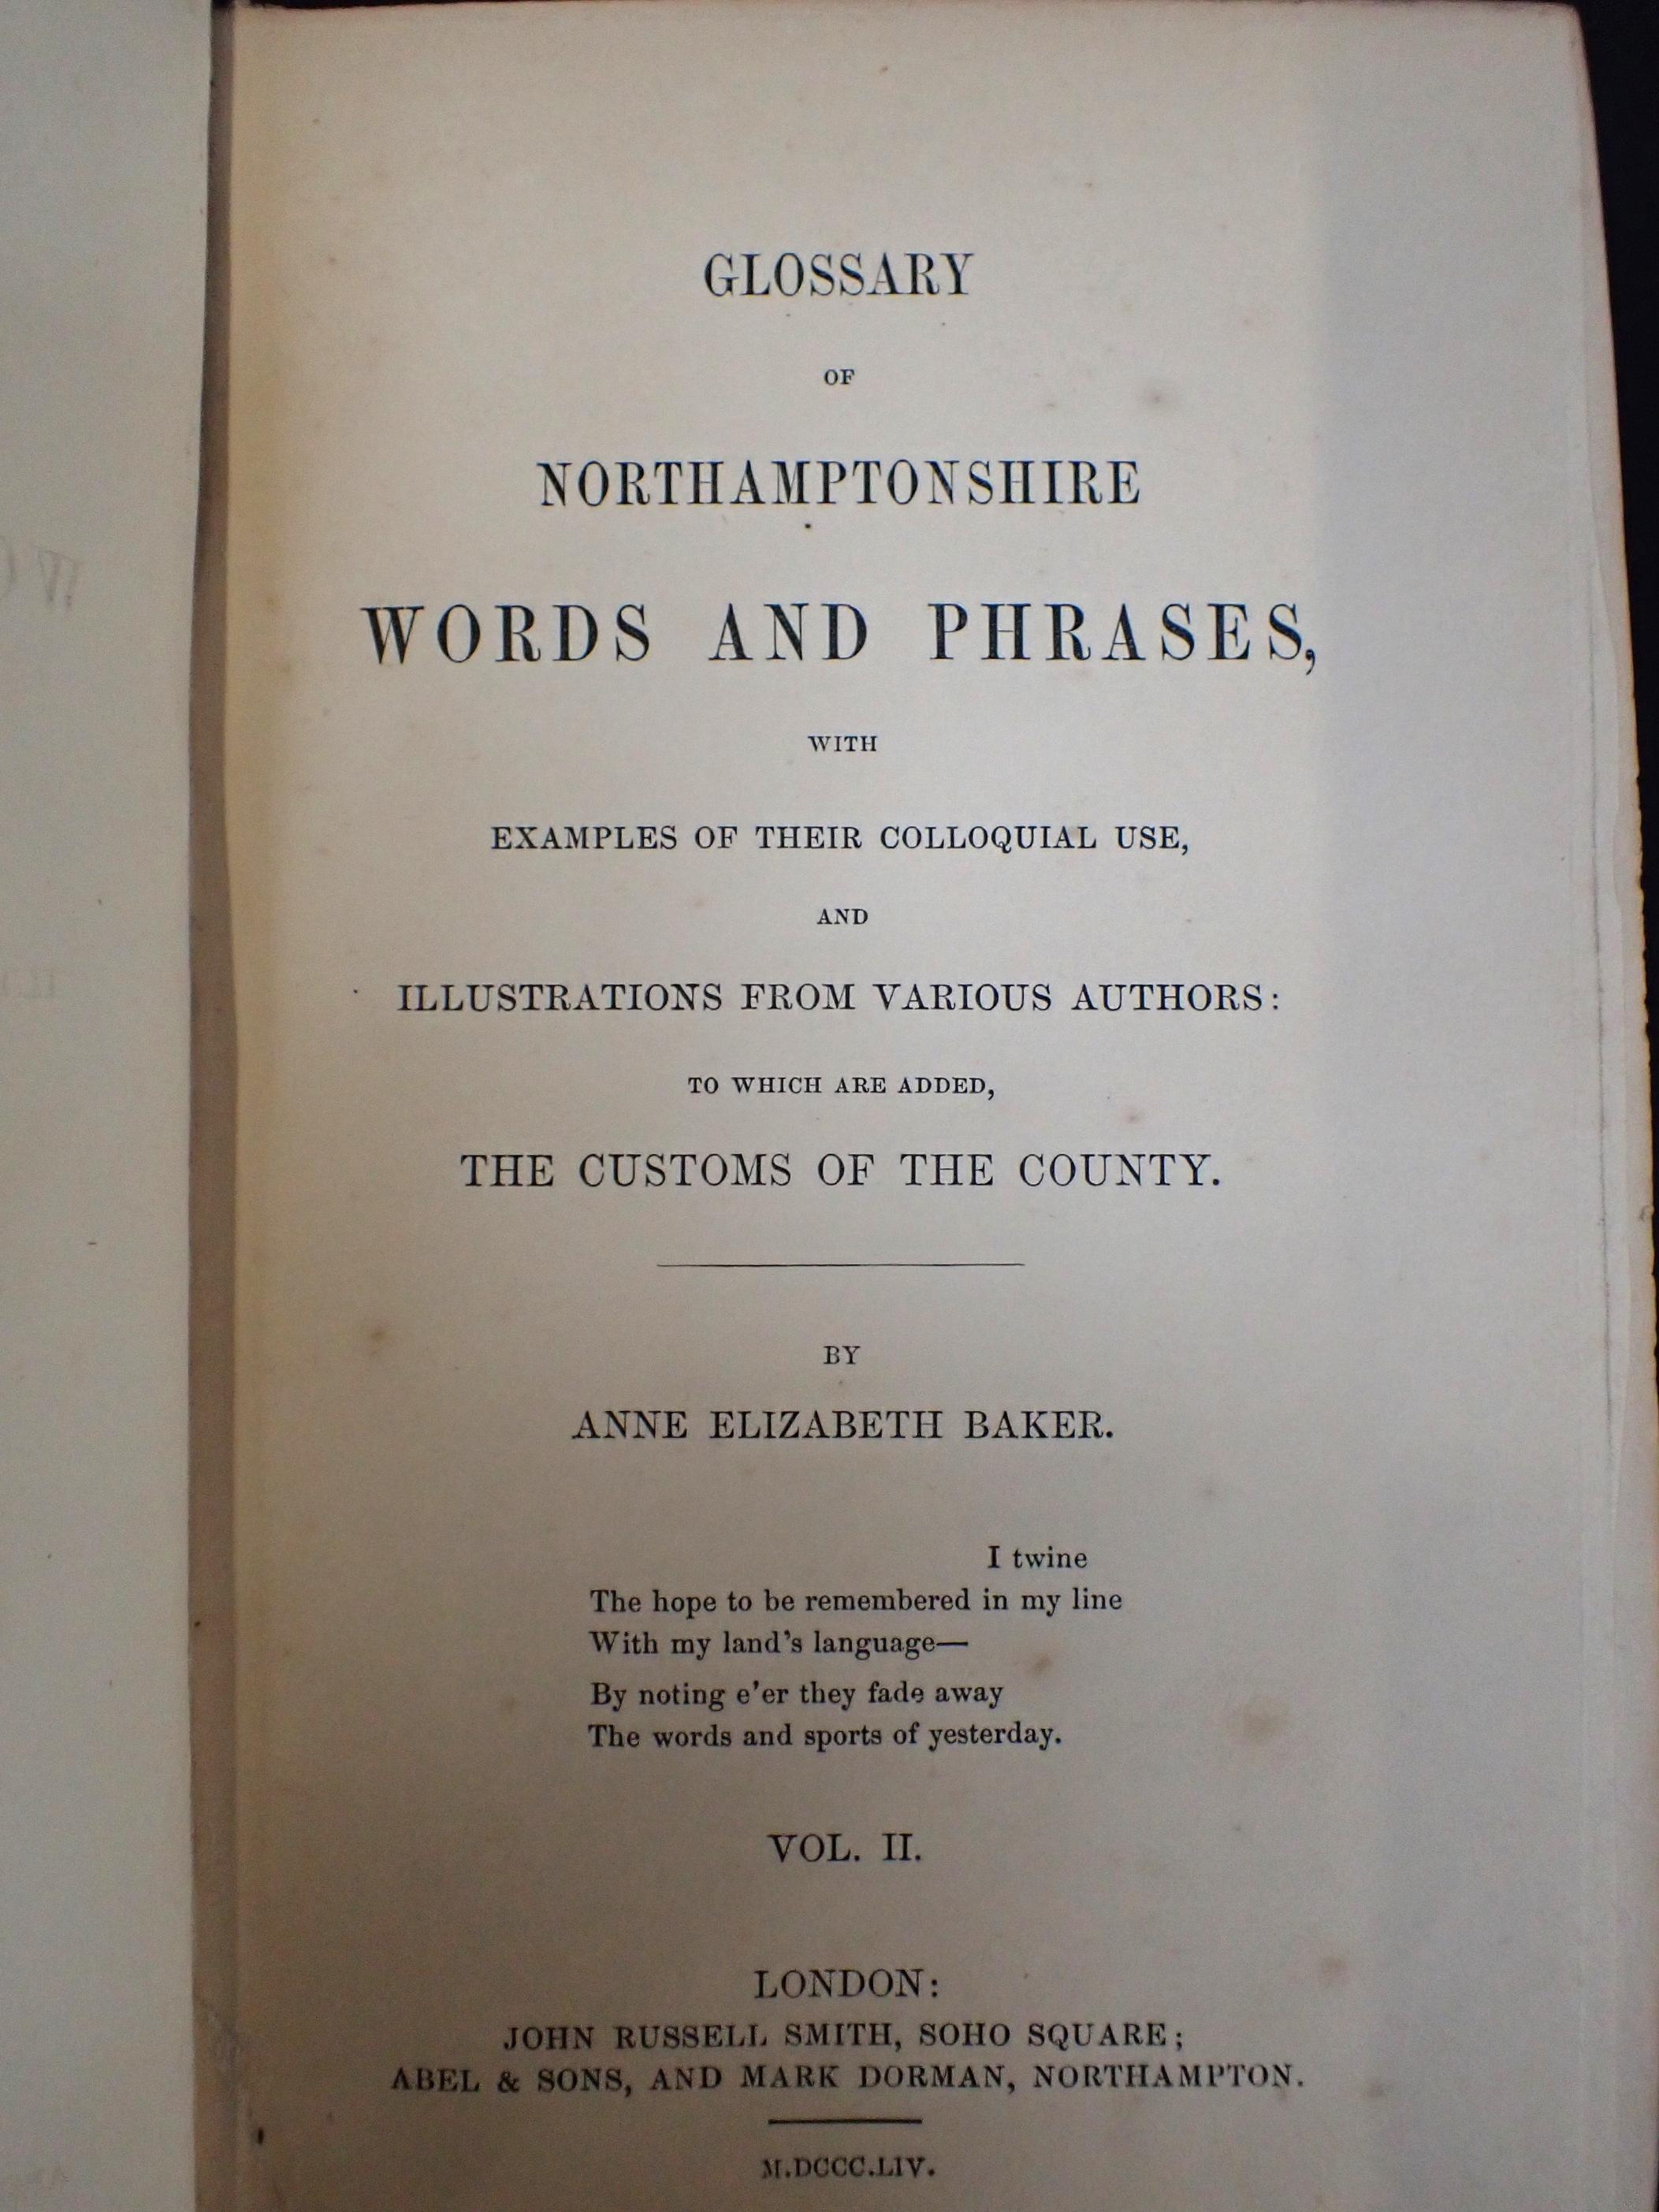 GLOSSARY
OF
NORTHAMPTONSHIRE
WORDS AND PHRASES,
WITH
EXAMPLES OF THEIR COLLOQUIAL USE,
AND
ILLUSTRATIONS FROM VARIOUS AUTHORS:
TO WHICH ARE ADDED,
THE CUSTOMS OF THE COUNTY.
BY
ANNE ELIZABETH BAKER.
I twine
The hope to be remembered in my line
With my land's language—
By noting e'er they fade away
The words and sports of yesterday.
VOL. II.
LONDON:
JOHN RUSSELL SMITH, SOHO SQUARE;
ABEL & SONS, AND MARK DORMAN, NORTHAMPTON.
M.DCCC.LIV.